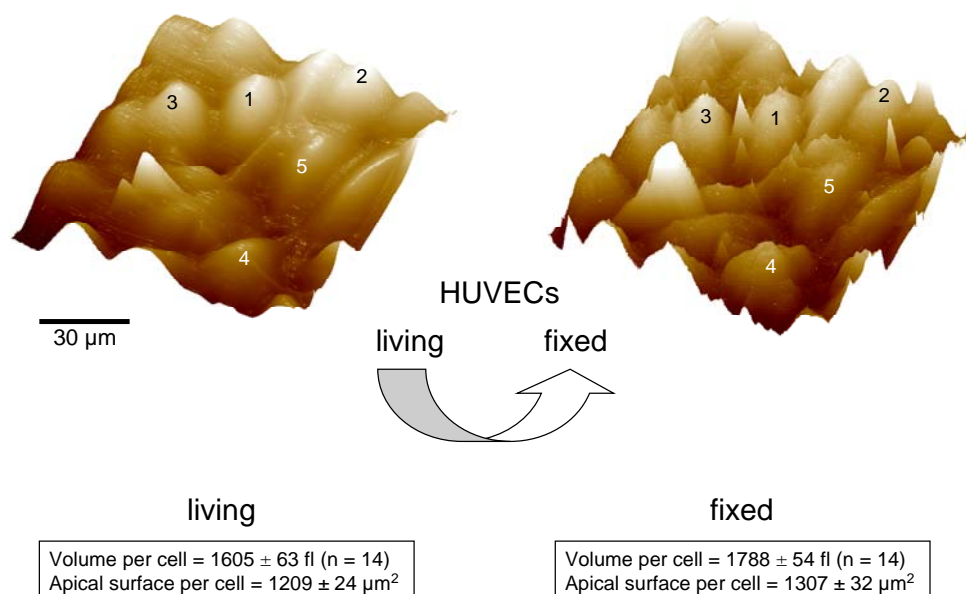 2
3
1
5
4
2
3
1
5
4
30 µm
HUVECs
living fixed
living
fixed
Volume per cell = 1605 ± 63 fl (n = 14)
Apical surface per cell = 1209 ± 24 µm²
Volume per cell = 1788 ± 54 fl (n = 14)
Apical surface per cell = 1307 ± 32 µm²